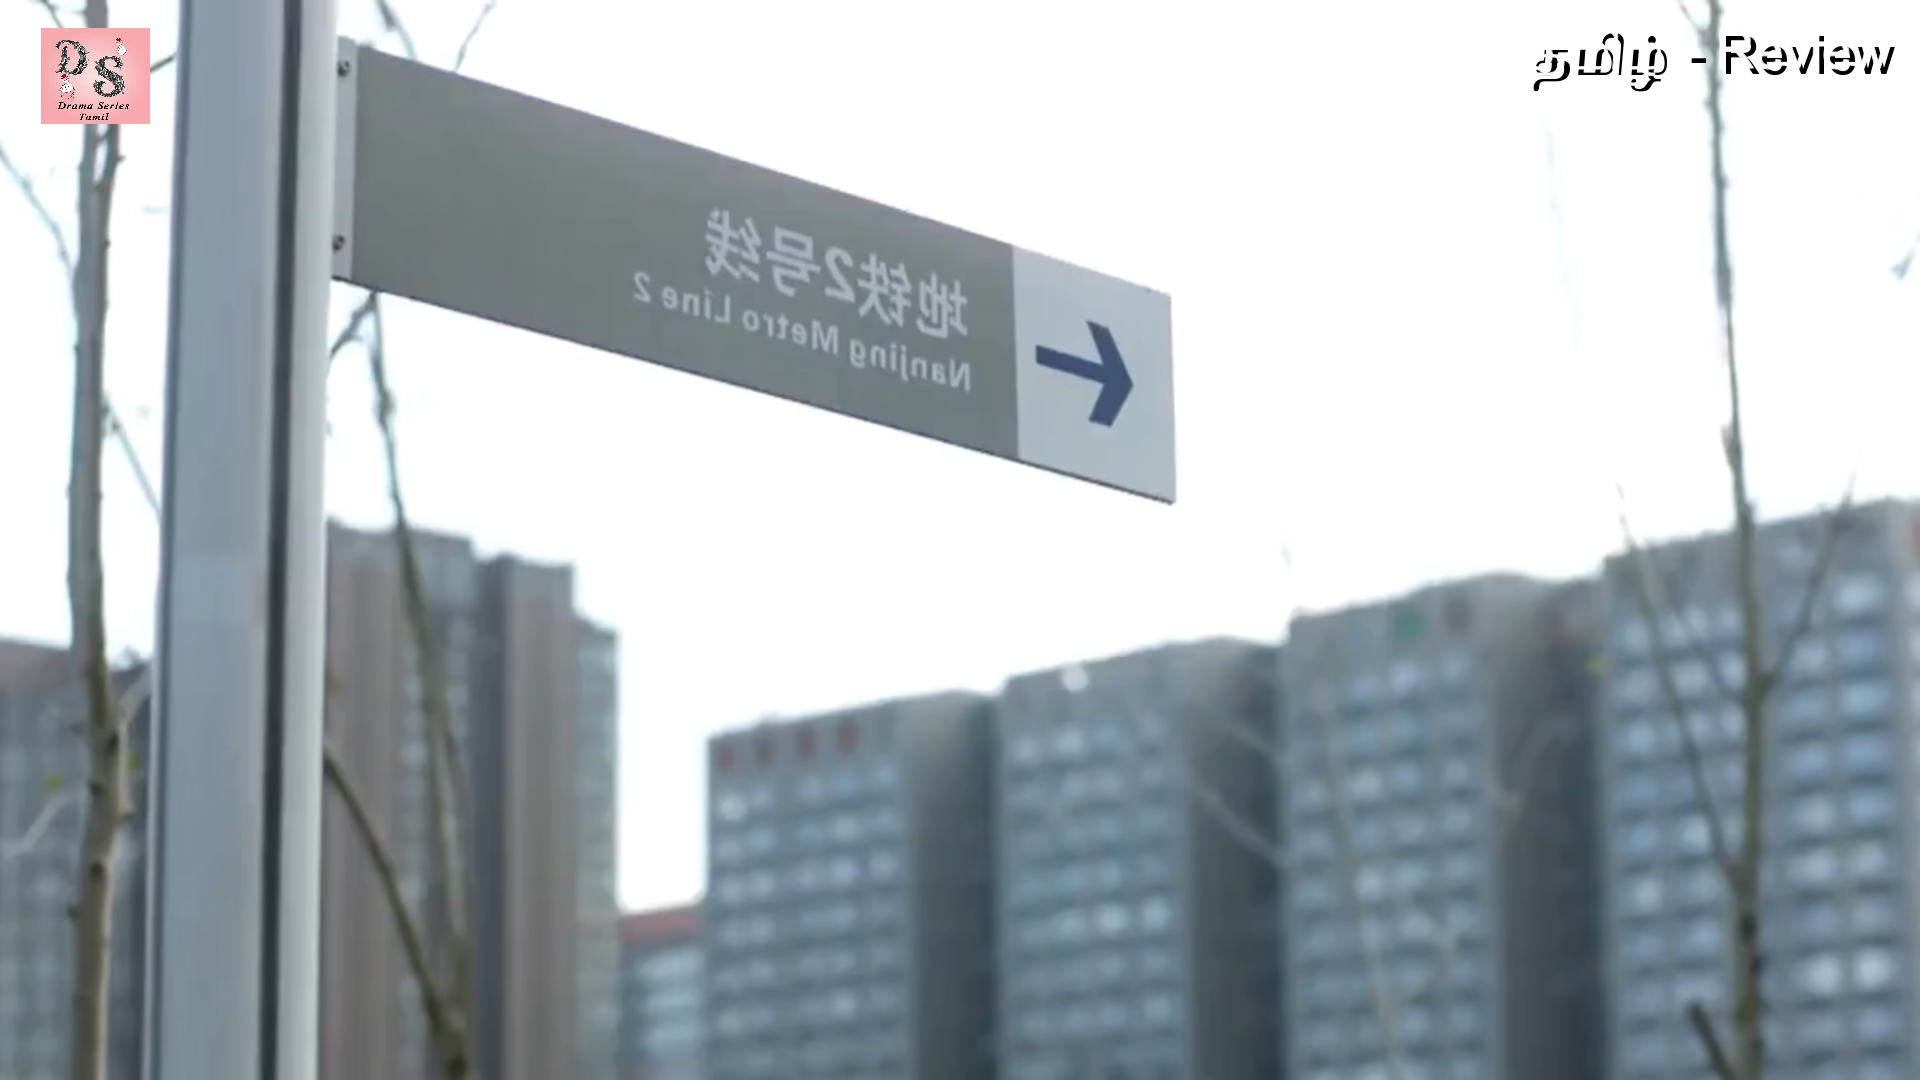 DS
Drama Series
Tamil
தமிழ் - Review
地铁2号线
Nanjing Metro Line 2